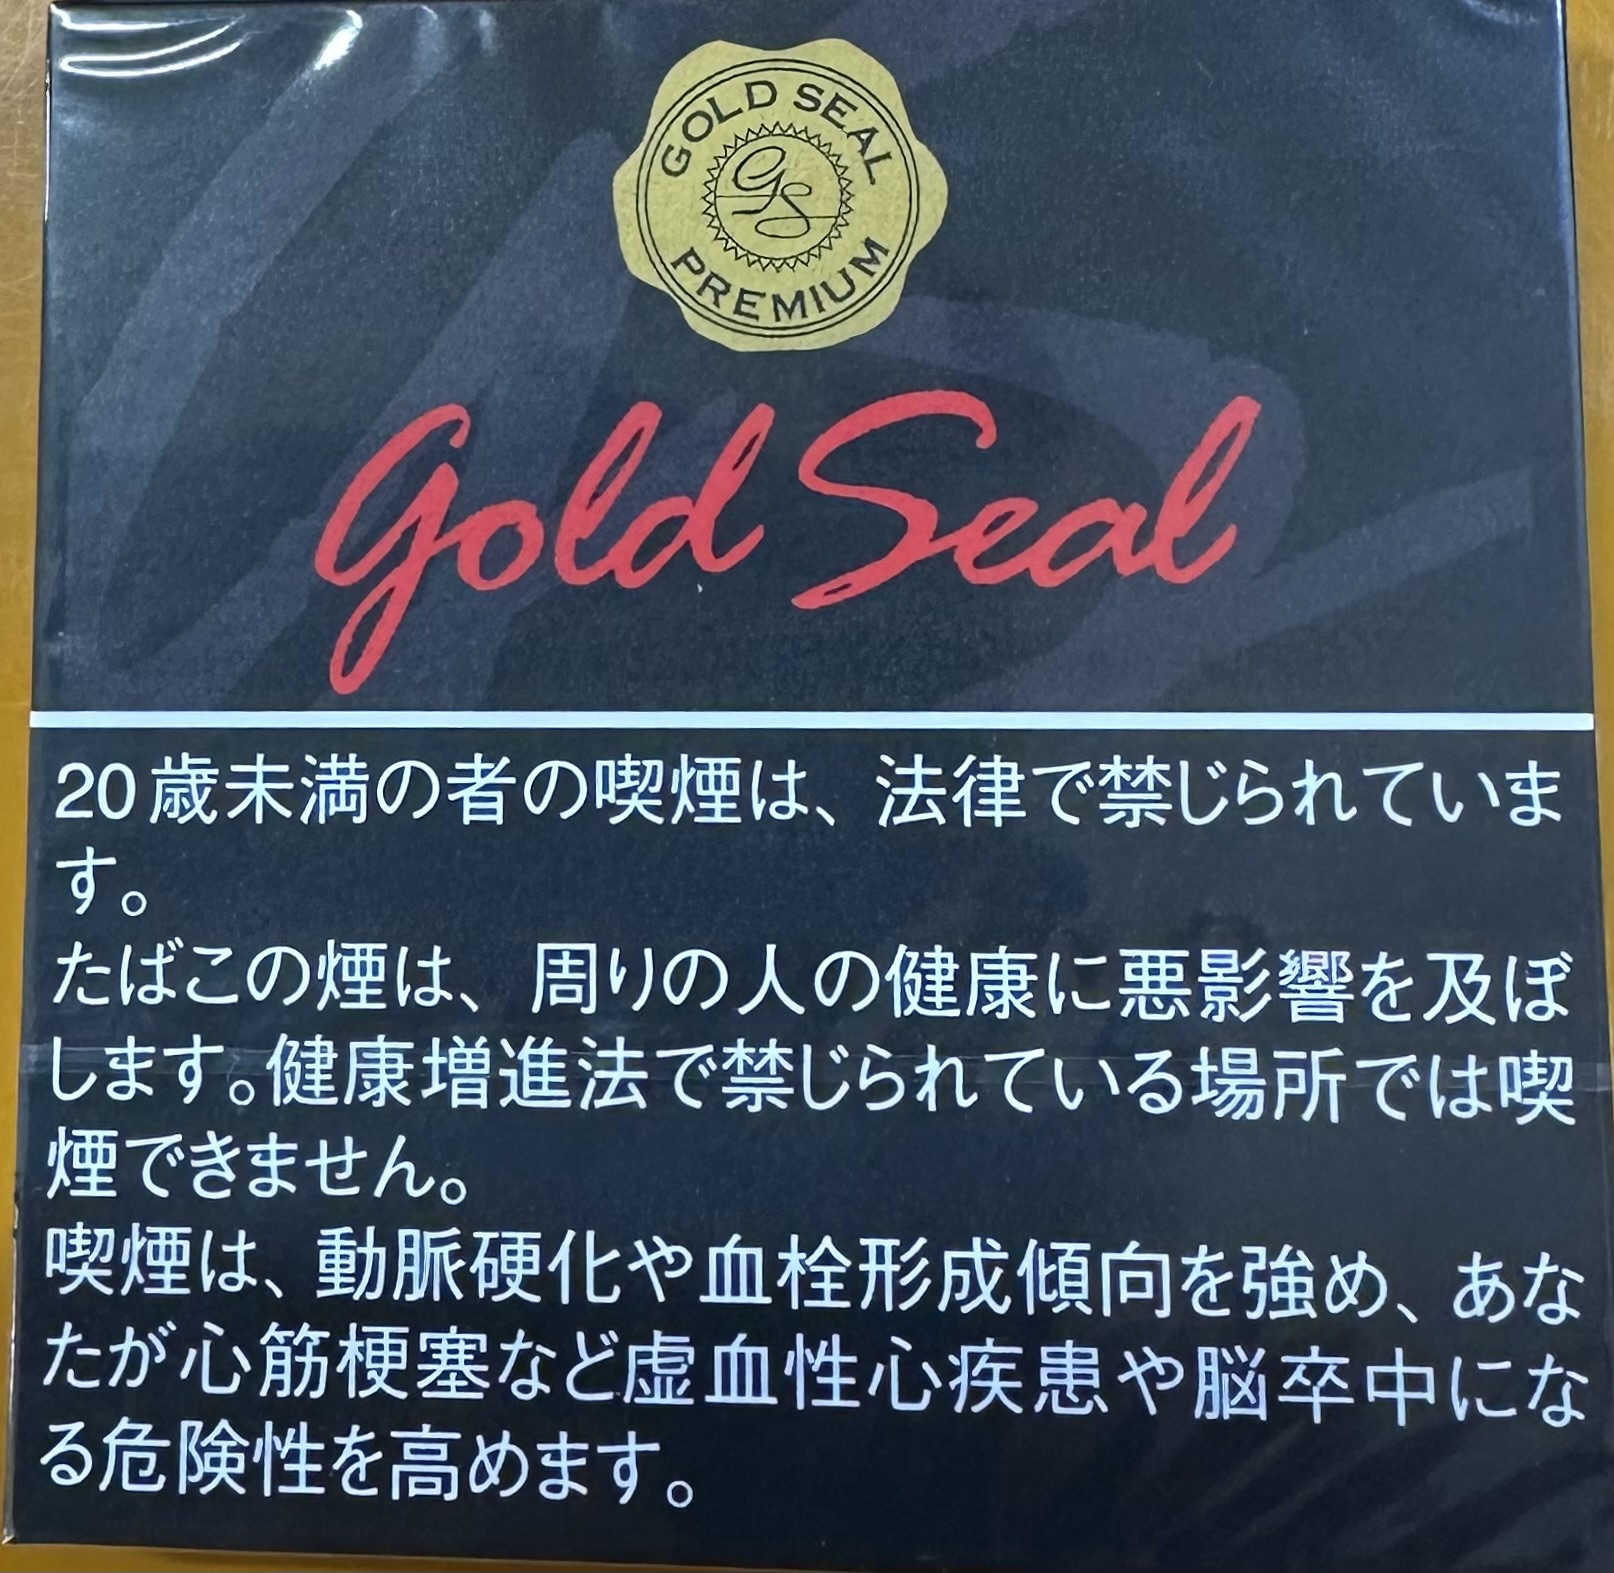 GOLD SEAL
GS
PREMIUM
Gold Seal
20歳未満の者の喫煙は、法律で禁じられていま
す。
たばこの煙は、周りの人の健康に悪影響を及ぼ
します。健康増進法で禁じられている場所では喫
煙できません。
喫煙は、動脈硬化や血栓形成傾向を強め、あな
たが心筋梗塞など虚血性心疾患や脳卒中にな
る危険性を高めます。